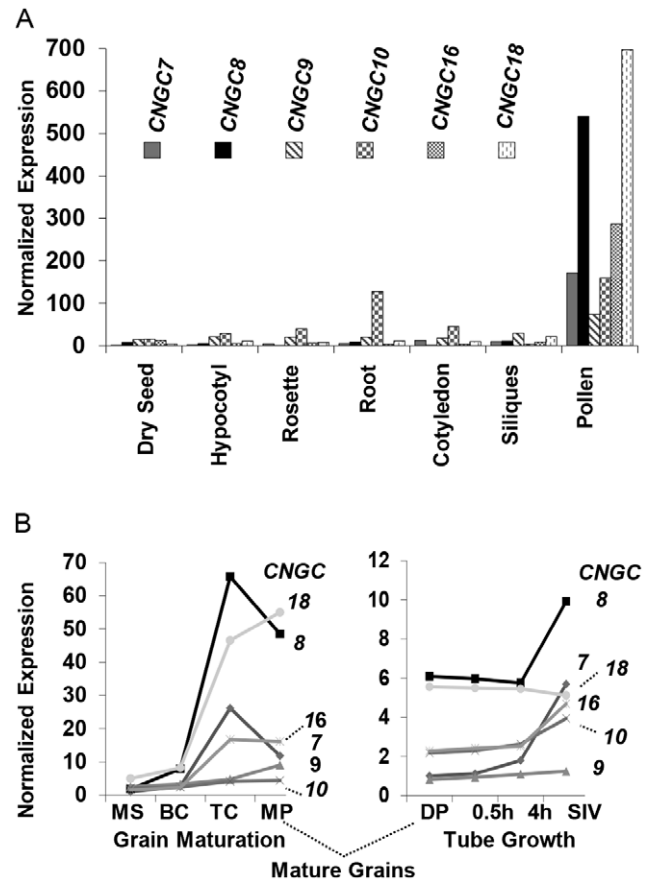 A
Normalized Expression
700
600
500
400
300
200
100
0
CNGC7
CNGC8
CNGC9
CNGC10
CNGC16
CNGC18
Dry Seed
Hypocotyl
Rosette
Root
Cotyledon
Siliques
Pollen
B
Normalized Expression
70
60
50
40
30
20
10
0
CNGC
18
8
16
7
9
10
MS BC TC MP
Grain Maturation
12
10
8
6
4
2
0
CNGC
8
7
18
16
10
9
DP 0.5h 4h SIV
Tube Growth
Mature Grains